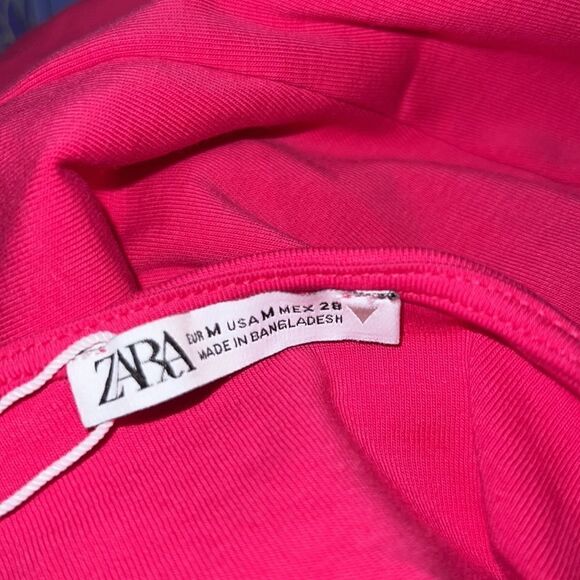 ZARA
EUR M USA M MEX 28
MADE IN BANGLADESH